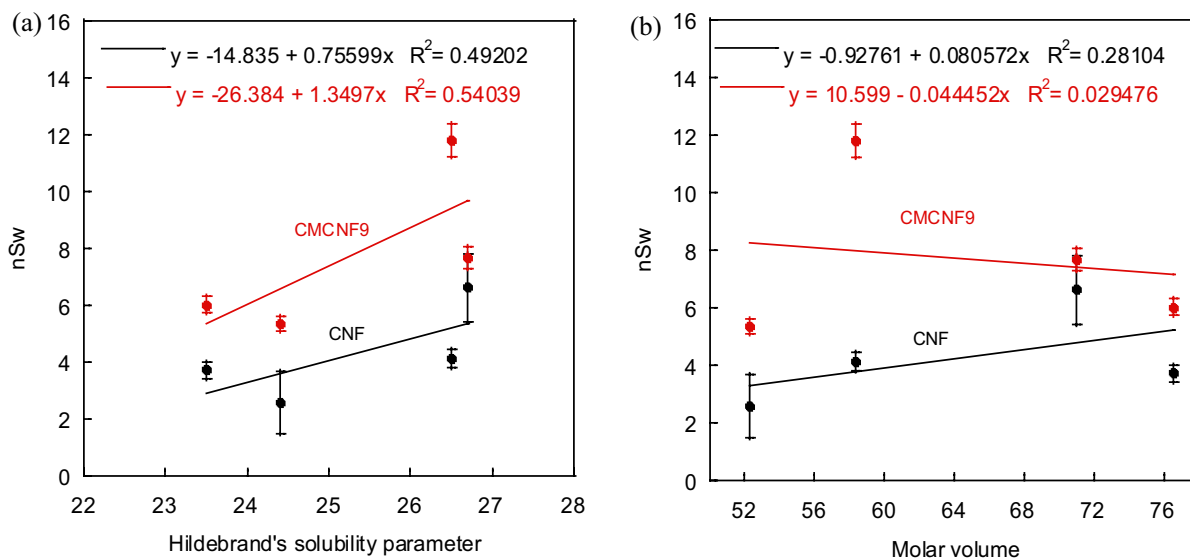 (a)
y = -14.835 + 0.75599x R²= 0.49202
y = -26.384 + 1.3497x R²= 0.54039
16
14
12
10
8
6
4
2
0
nSw
CMCNF9
CNF
22 23 24 25 26 27 28
Hildebrand's solubility parameter
(b)
y = -0.92761 + 0.080572x R²= 0.28104
y = 10.599 - 0.044452x R²= 0.029476
16
14
12
10
8
6
4
2
0
nSw
CMCNF9
CNF
52 56 60 64 68 72 76
Molar volume